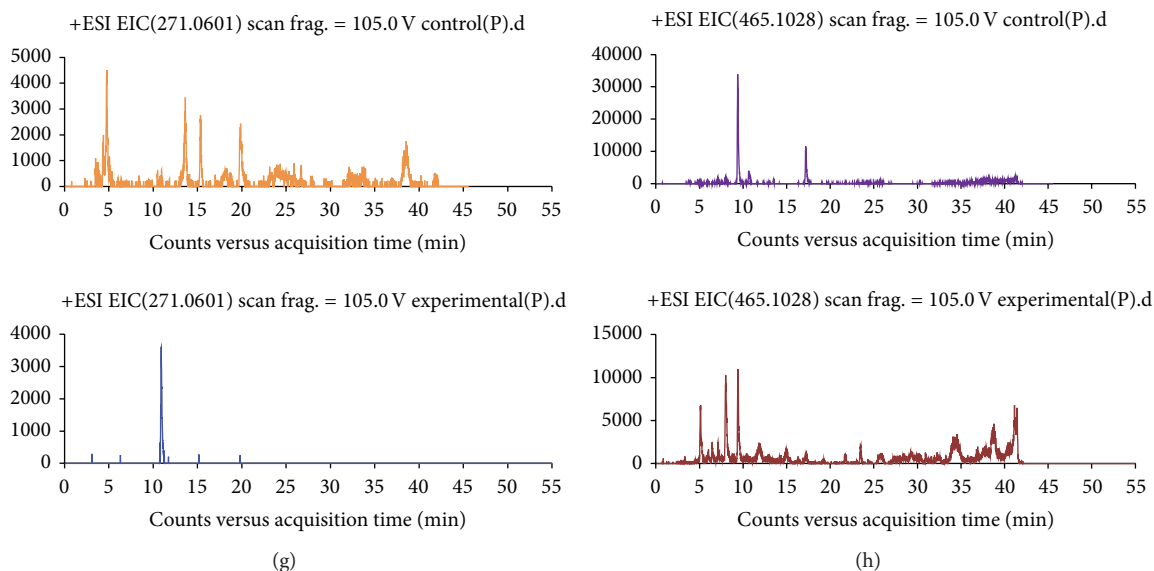 +ESI EIC(271.0601) scan frag. = 105.0 V control(P).d
5000
4000
3000
2000
1000
0
0 5 10 15 20 25 30 35 40 45 50 55
Counts versus acquisition time (min)
+ESI EIC(271.0601) scan frag. = 105.0 V experimental(P).d
4000
3000
2000
1000
0
0 5 10 15 20 25 30 35 40 45 50 55
Counts versus acquisition time (min)
(g)
+ESI EIC(465.1028) scan frag. = 105.0 V control(P).d
40000
30000
20000
10000
0
0 5 10 15 20 25 30 35 40 45 50 55
Counts versus acquisition time (min)
+ESI EIC(465.1028) scan frag. = 105.0 V experimental(P).d
15000
10000
5000
0
0 5 10 15 20 25 30 35 40 45 50 55
Counts versus acquisition time (min)
(h)